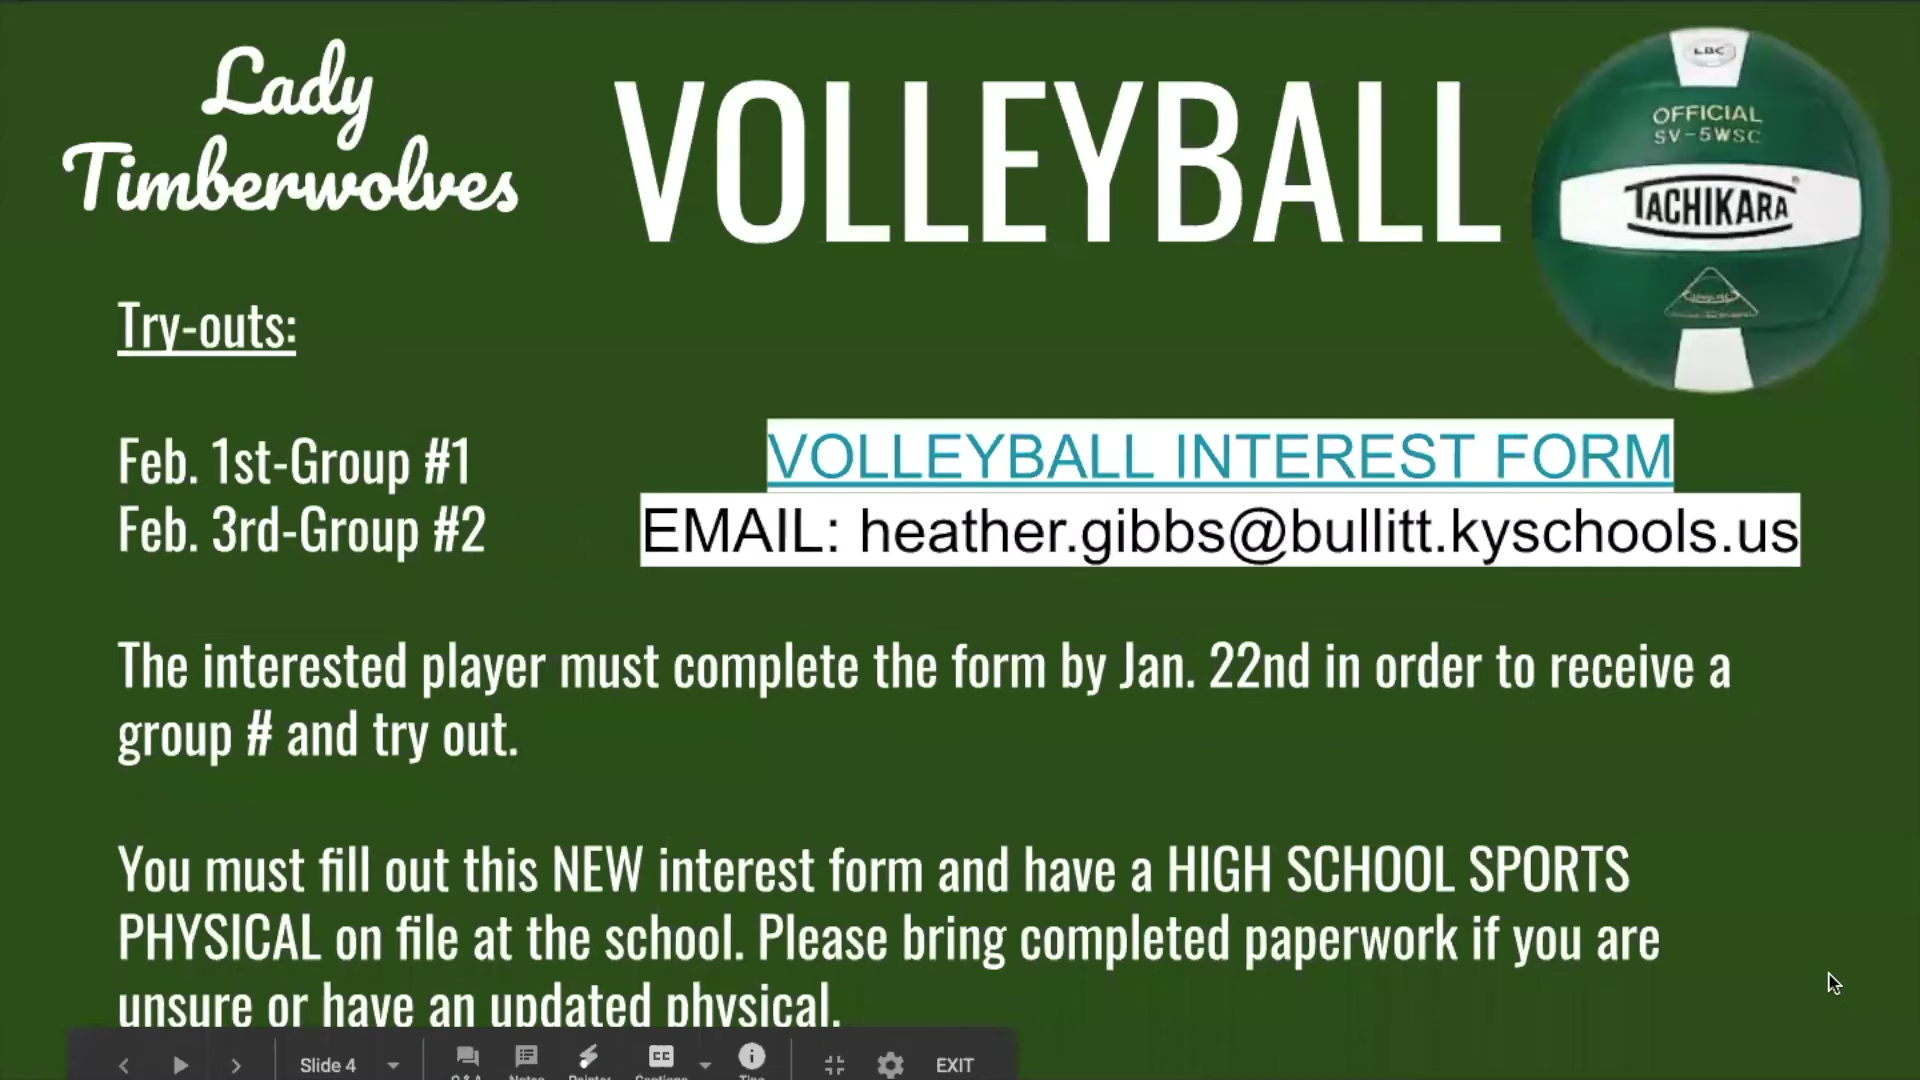 Lady
Timberwolves
VOLLEYBALL
LBC
OFFICIAL
SV-5WSC
TACHIKARA
Try-outs:
Feb. 1st-Group #1
Feb. 3rd-Group #2
VOLLEYBALL INTEREST FORM
EMAIL: heather.gibbs@bullitt.kyschools.us
The interested player must complete the form by Jan. 22nd in order to receive a
group # and try out.
You must fill out this NEW interest form and have a HIGH SCHOOL SPORTS
PHYSICAL on file at the school. Please bring completed paperwork if you are
unsure or have an updated physical.
Slide 4
CC
EXIT